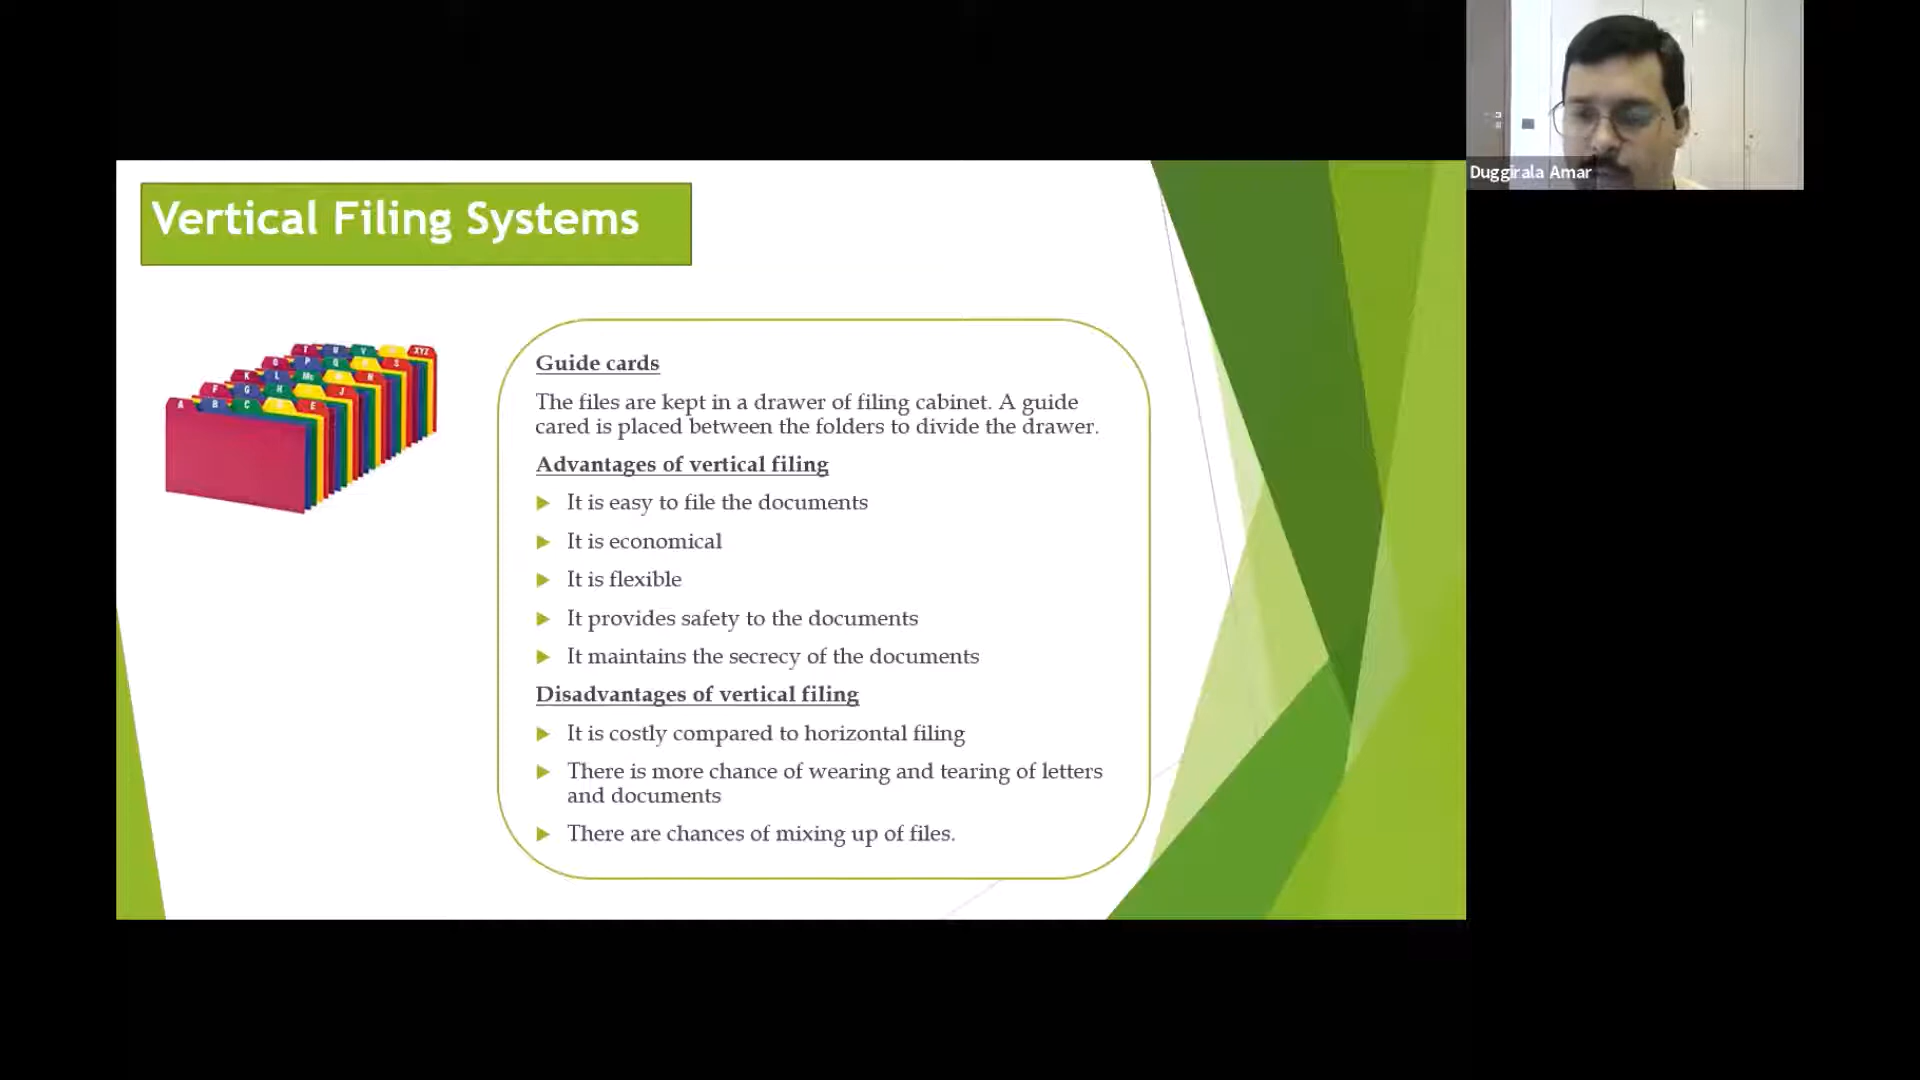 Duggirala Amar
Vertical Filing Systems
T U V XYZ
O P Q S
K L Mc N
F G H J
A B C E
Guide cards
The files are kept in a drawer of filing cabinet. A guide
cared is placed between the folders to divide the drawer.
Advantages of vertical filing
It is easy to file the documents
It is economical
It is flexible
It provides safety to the documents
It maintains the secrecy of the documents
Disadvantages of vertical filing
It is costly compared to horizontal filing
There is more chance of wearing and tearing of letters
and documents
There are chances of mixing up of files.